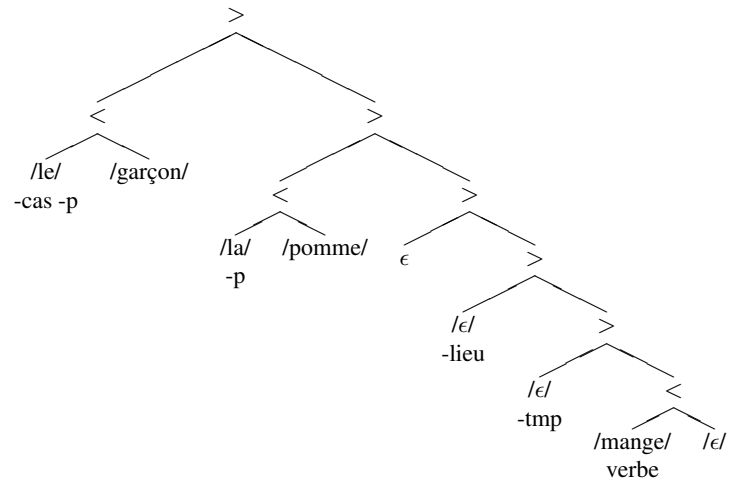 >
< >
/le/ /garçon/
-cas -p
< >
/la/ /pomme/ ϵ >
-p
/ϵ/ >
-lieu
/ϵ/ <
-tmp
/mange/ /ϵ/
verbe